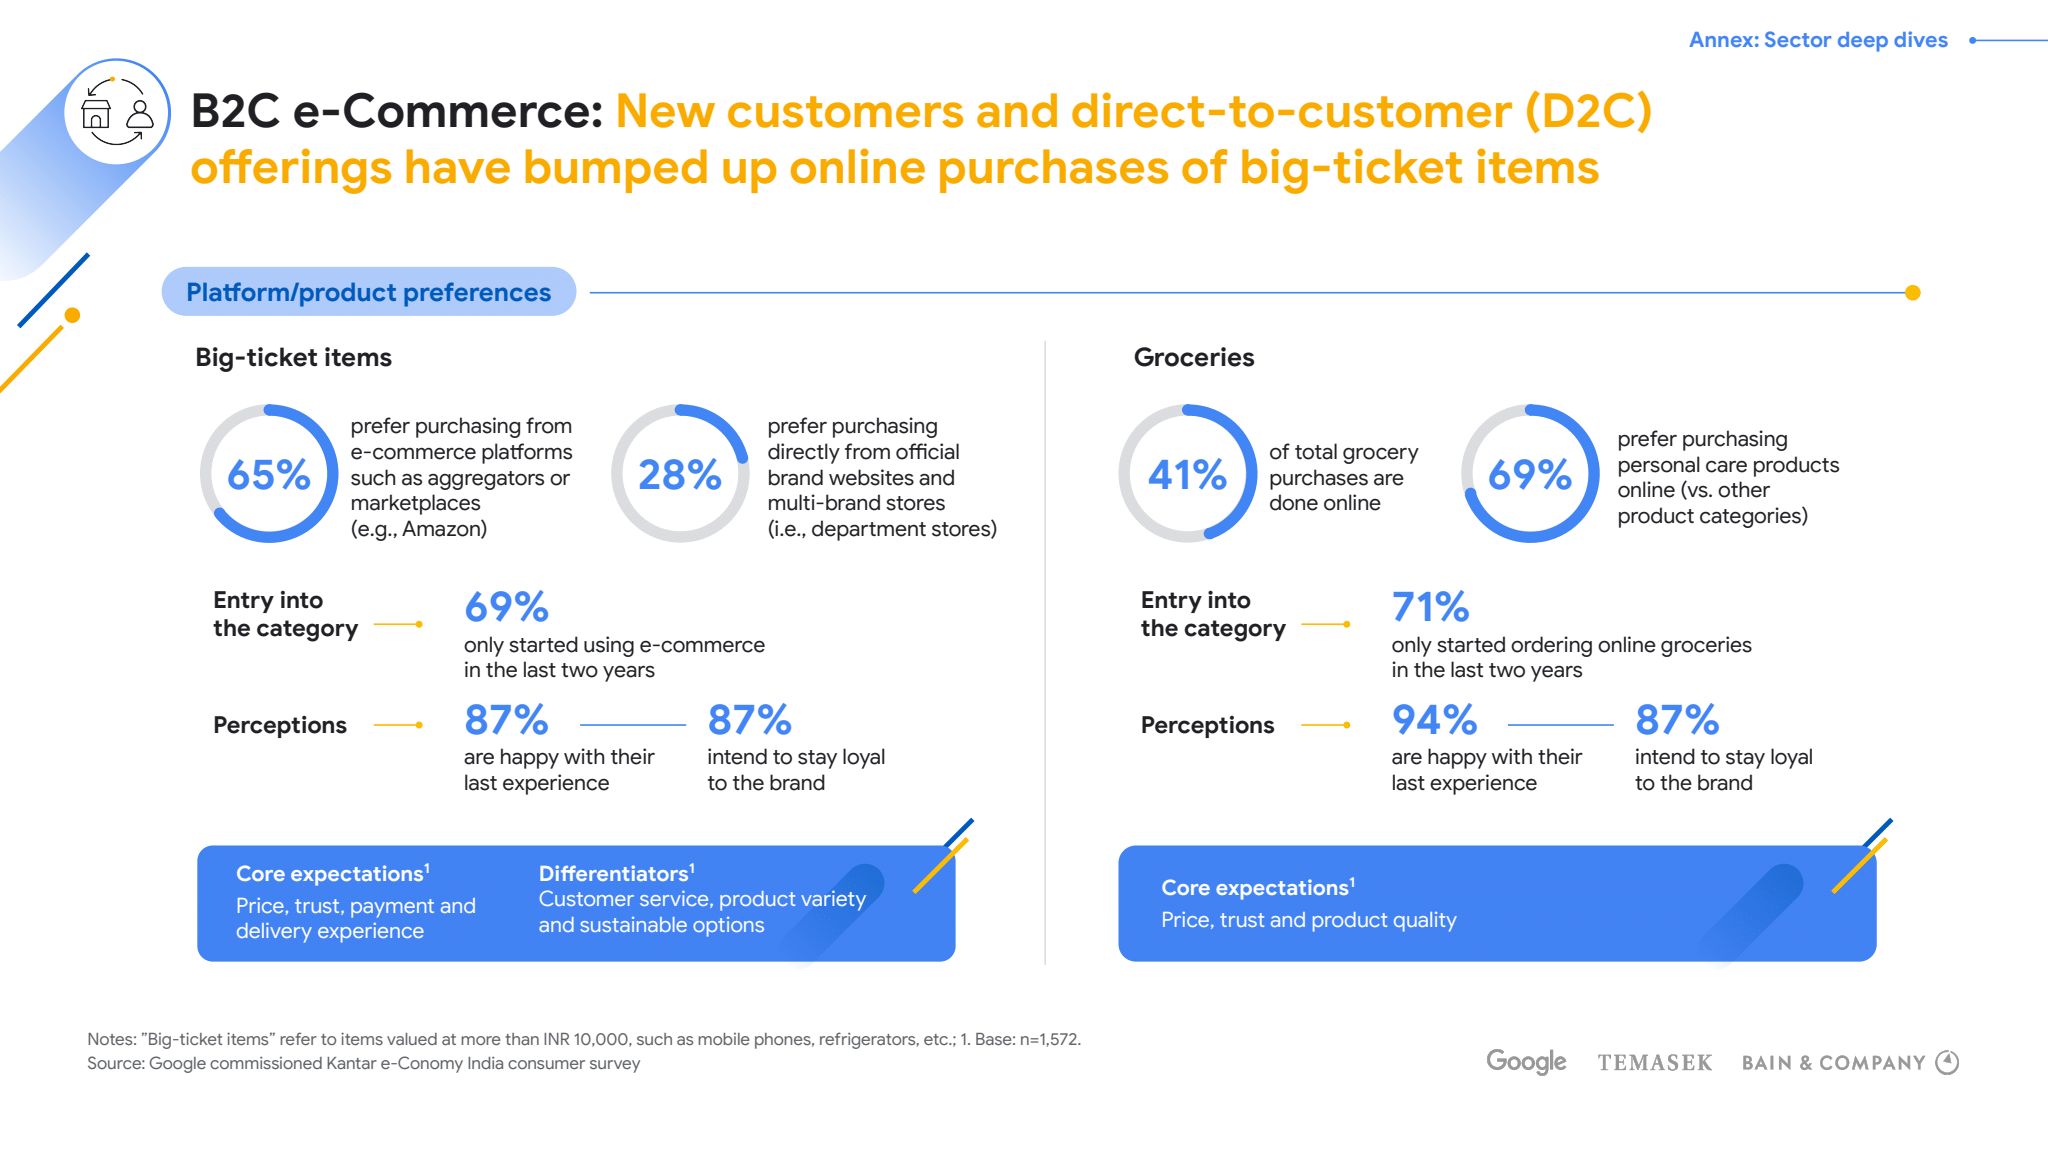 Annex: Sector deep dives
B2C e-Commerce: New customers and direct-to-customer (D2C)
offerings have bumped up online purchases of big-ticket items
Platform/product preferences
Big-ticket items
65%
prefer purchasing from
e-commerce platforms
such as aggregators or
marketplaces
(e.g., Amazon)
28%
prefer purchasing
directly from official
brand websites and
multi-brand stores
(i.e., department stores)
Entry into
the category
69%
only started using e-commerce
in the last two years
Perceptions
87%
are happy with their
last experience
87%
intend to stay loyal
to the brand
Core expectations1
Price, trust, payment and
delivery experience
Differentiators1
Customer service, product variety
and sustainable options
Groceries
41%
of total grocery
purchases are
done online
69%
prefer purchasing
personal care products
online (vs. other
product categories)
Entry into
the category
71%
only started ordering online groceries
in the last two years
Perceptions
94%
are happy with their
last experience
87%
intend to stay loyal
to the brand
Core expectations1
Price, trust and product quality
Notes: ”Big-ticket items” refer to items valued at more than INR 10,000, such as mobile phones, refrigerators, etc.; 1. Base: n=1,572.
Source: Google commissioned Kantar e-Conomy India consumer survey
Google TEMASEK BAIN & COMPANY